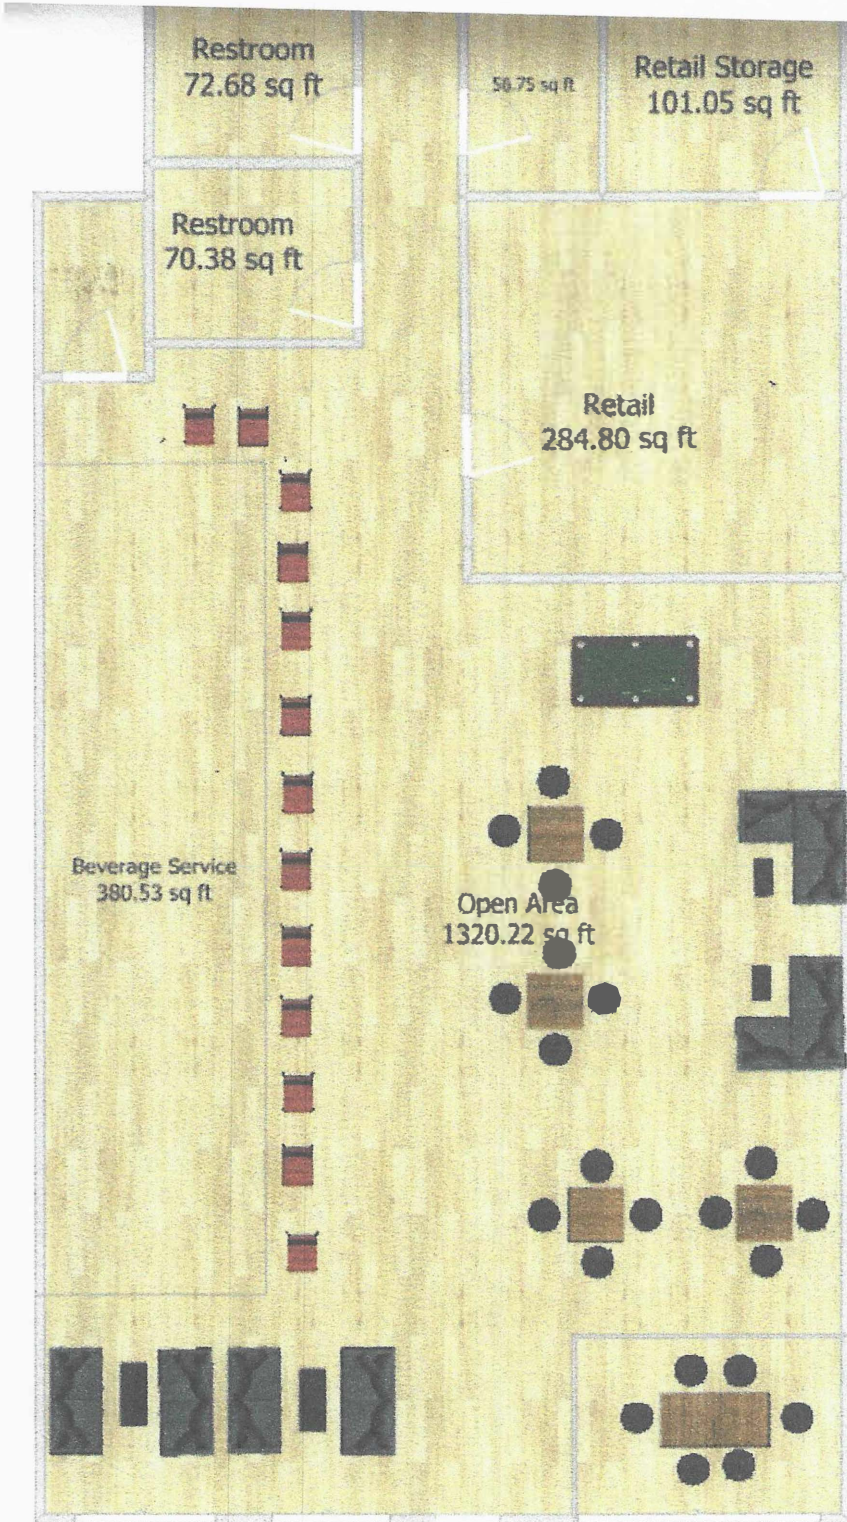 Restroom
72.68 sq ft
56.75 sq ft
Retail Storage
101.05 sq ft
Restroom
70.38 sq ft
Retail
284.80 sq ft
Beverage Service
380.53 sq ft
Open Area
1320.22 sq ft